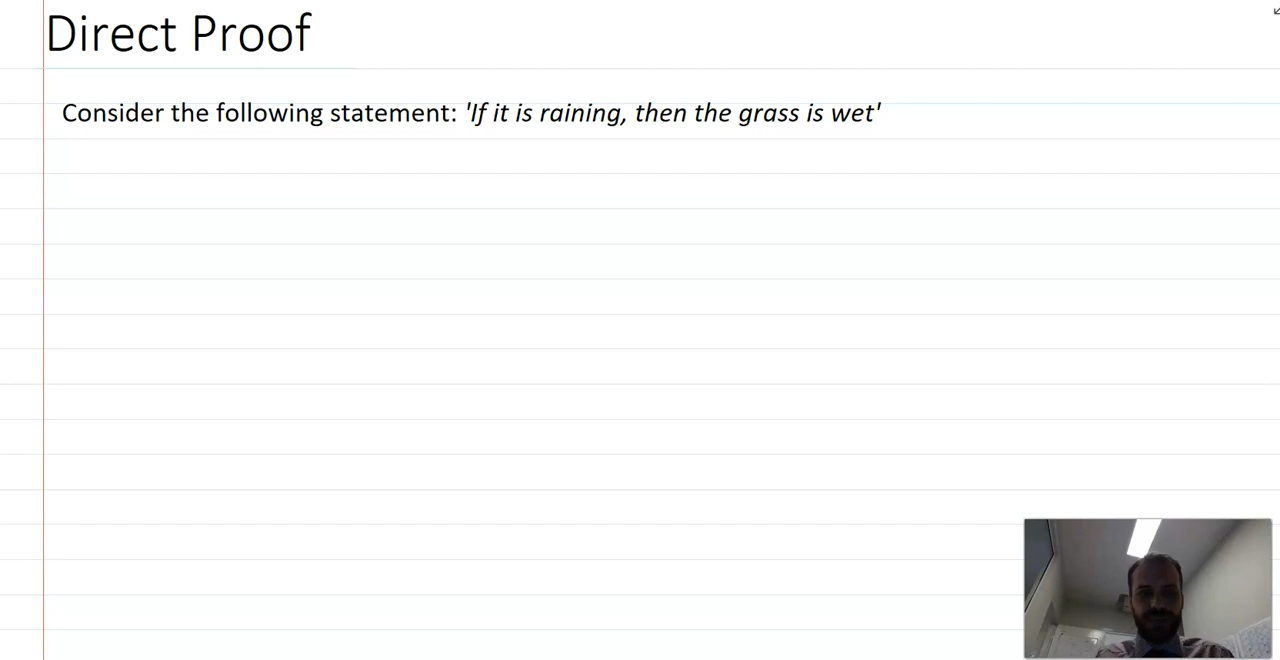 Direct Proof
Consider the following statement: 'If it is raining, then the grass is wet'